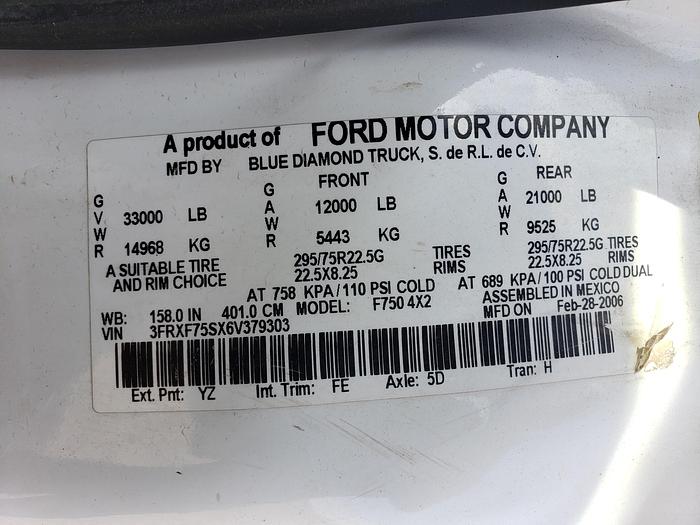 A product of FORD MOTOR COMPANY
MFD BY BLUE DIAMOND TRUCK, S. de R.L. de C.V.
GVWR 33000 LB 14968 KG
FRONT
GAWR 12000 LB 5443 KG
REAR
GAWR 21000 LB 9525 KG
A SUITABLE TIRE AND RIM CHOICE
295/75R22.5G TIRES 295/75R22.5G TIRES
22.5X8.25 RIMS 22.5X8.25
AT 758 KPA/110 PSI COLD AT 689 KPA/100 PSI COLD DUAL
WB: 158.0 IN 401.0 CM MODEL: F750 4X2 ASSEMBLED IN MEXICO
VIN 3FRXF75SX6V379303 MFD ON Feb-28-2006
Ext. Pnt: YZ Int. Trim: FE Axle: 5D Tran: H